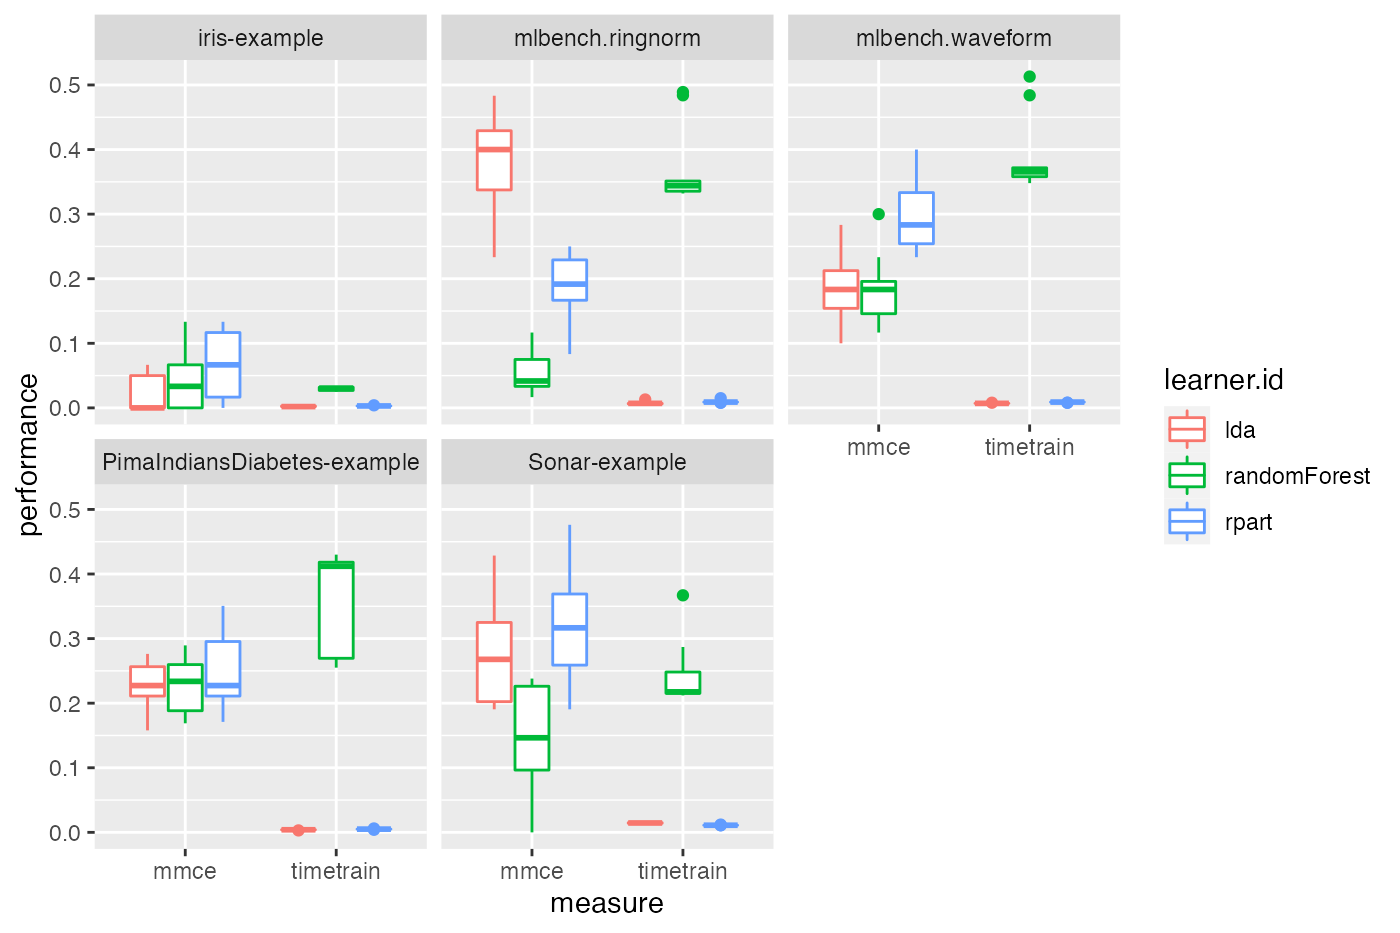 iris-example
mlbench.ringnorm
mlbench.waveform
0.5
0.4
0.3
0.2
0.1
0.0
mmce
timetrain
performance
PimaIndiansDiabetes-example
Sonar-example
0.5
0.4
0.3
0.2
0.1
0.0
mmce
timetrain
mmce
timetrain
measure
learner.id
lda
randomForest
rpart